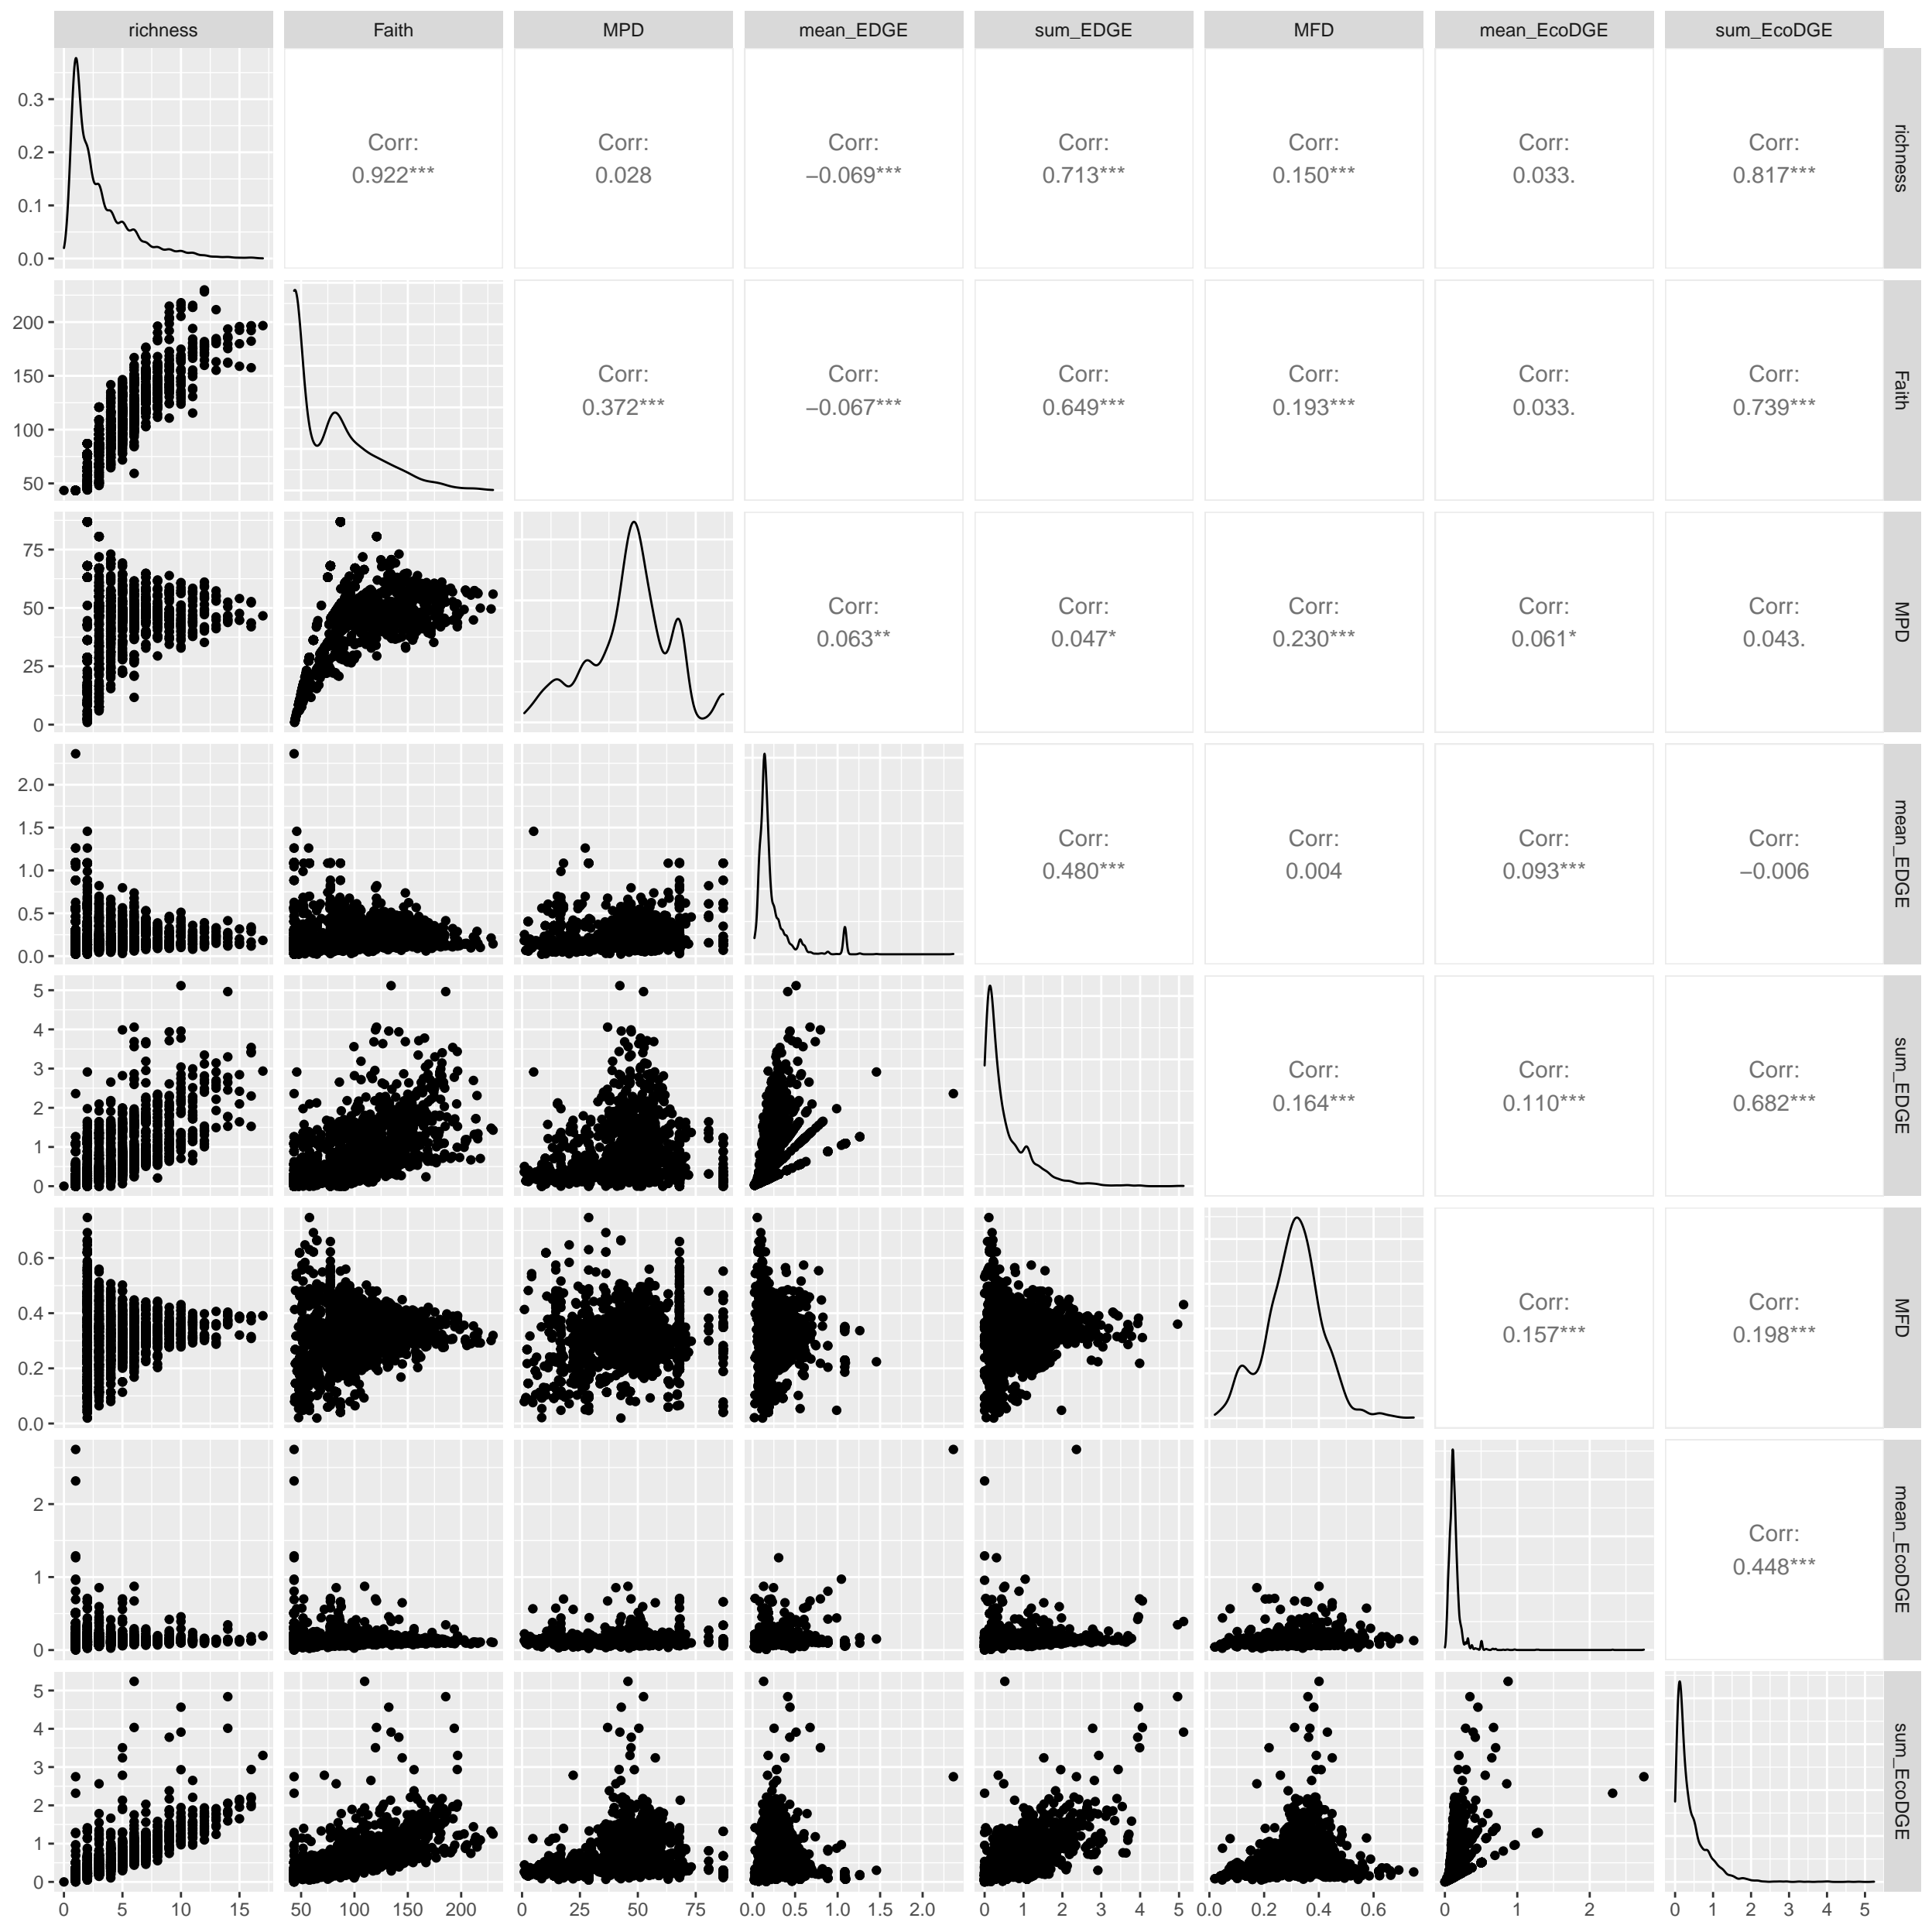 richness Faith MPD mean_EDGE sum_EDGE MFD mean_EcoDGE sum_EcoDGE
0.3
0.2
0.1
0.0
Corr: Corr: Corr: Corr: Corr: Corr: Corr:
0.922*** 0.028 −0.069*** 0.713*** 0.150*** 0.033. 0.817***
richness
200
150
100
50
Corr: Corr: Corr: Corr: Corr: Corr:
0.372*** −0.067*** 0.649*** 0.193*** 0.033. 0.739***
Faith
75
50
25
0
Corr: Corr: Corr: Corr: Corr:
0.063** 0.047* 0.230*** 0.061* 0.043.
MPD
2.0
1.5
1.0
0.5
0.0
Corr: Corr: Corr: Corr:
0.480*** 0.004 0.093*** −0.006
mean_EDGE
5
4
3
2
1
0
Corr: Corr: Corr:
0.164*** 0.110*** 0.682***
sum_EDGE
0.6
0.4
0.2
0.0
Corr: Corr:
0.157*** 0.198***
MFD
2
1
0
Corr:
0.448***
mean_EcoDGE
5
4
3
2
1
0
sum_EcoDGE
0 5 10 15 50 100 150 200 0 25 50 75 0.0 0.5 1.0 1.5 2.0 0 1 2 3 4 5 0.0 0.2 0.4 0.6 0 1 2 0 1 2 3 4 5